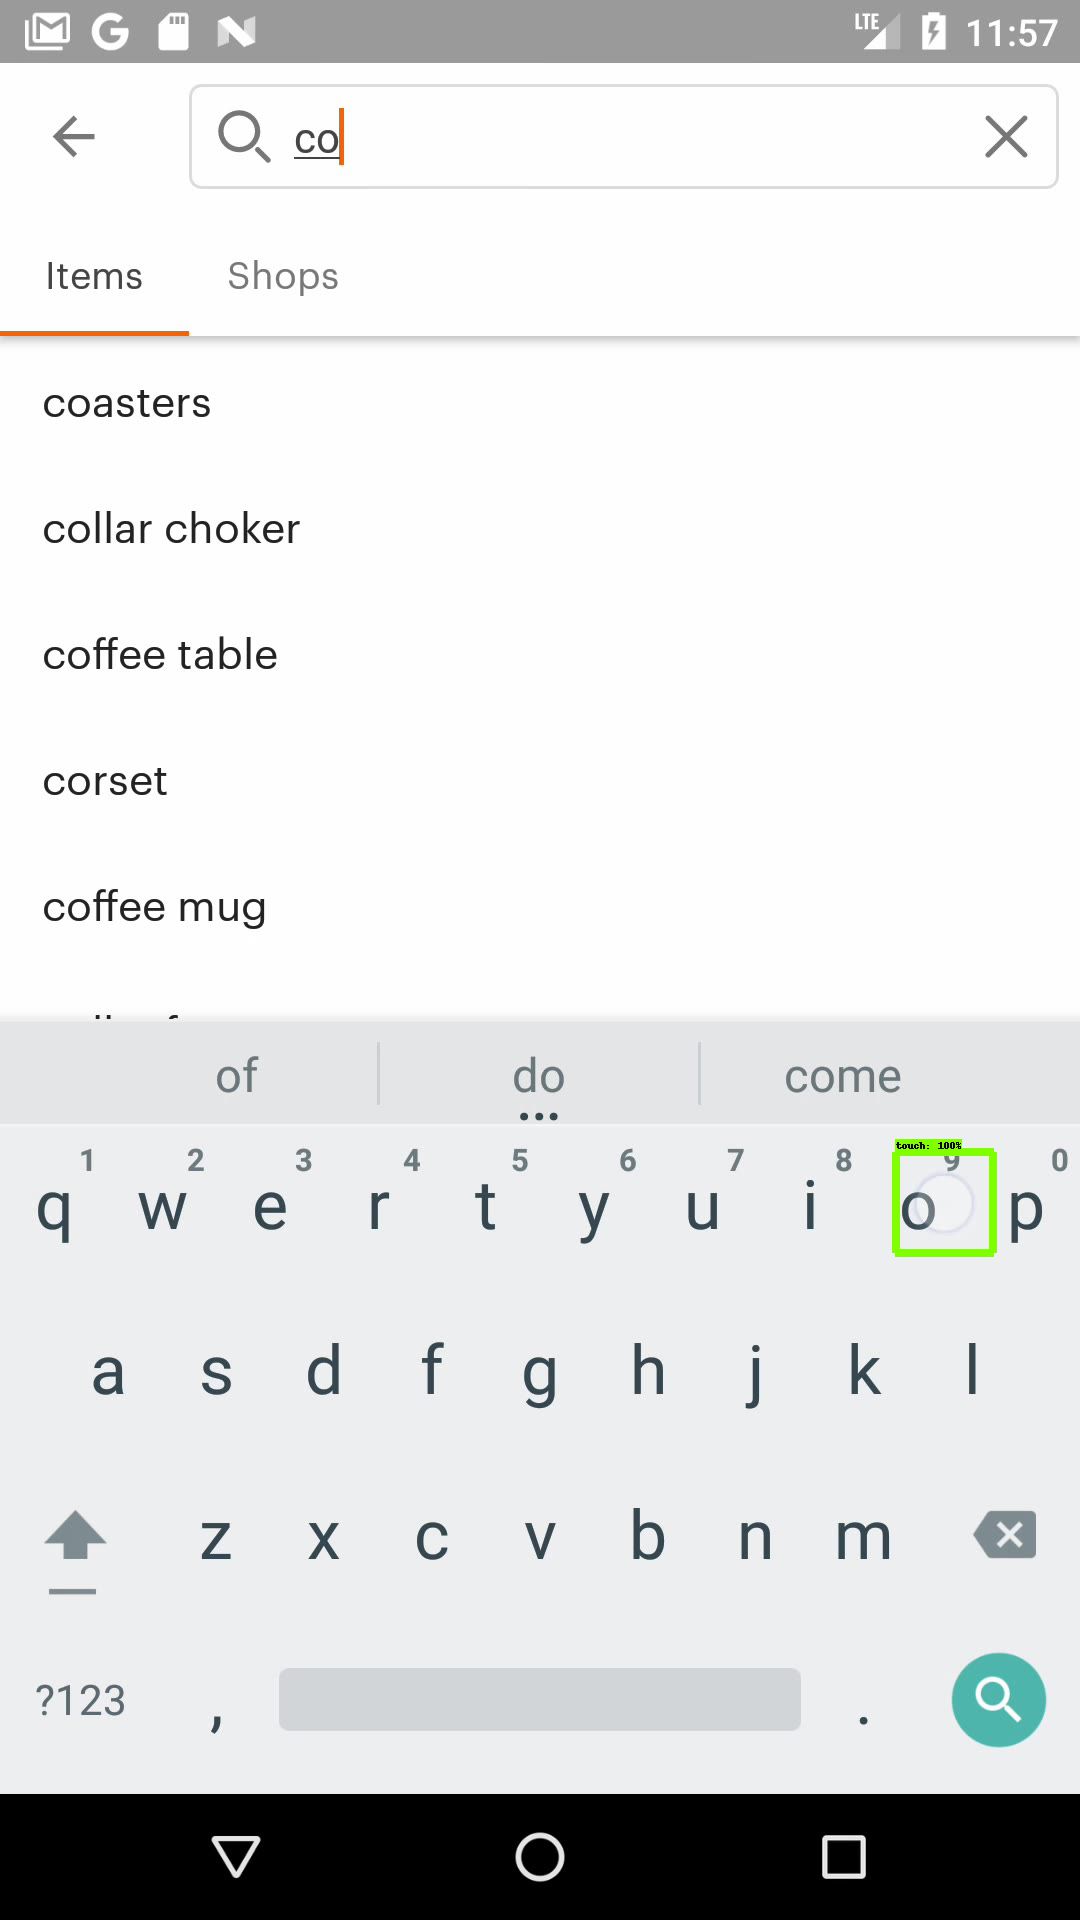 LTE 11:57
co
Items Shops
coasters
collar choker
coffee table
corset
coffee mug
of do come
touch: 100%
1 2 3 4 5 6 7 8 9 0
q w e r t y u i o p
a s d f g h j k l
z x c v b n m
?123 , .